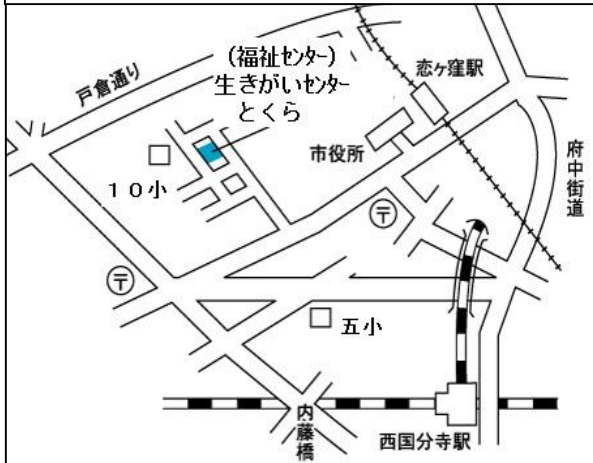 戸倉通り
(福祉センター)
生きがいセンター
とくら
恋ヶ窪駅
市役所
府中街道
10小
〒
〒
五小
内藤橋
西国分寺駅